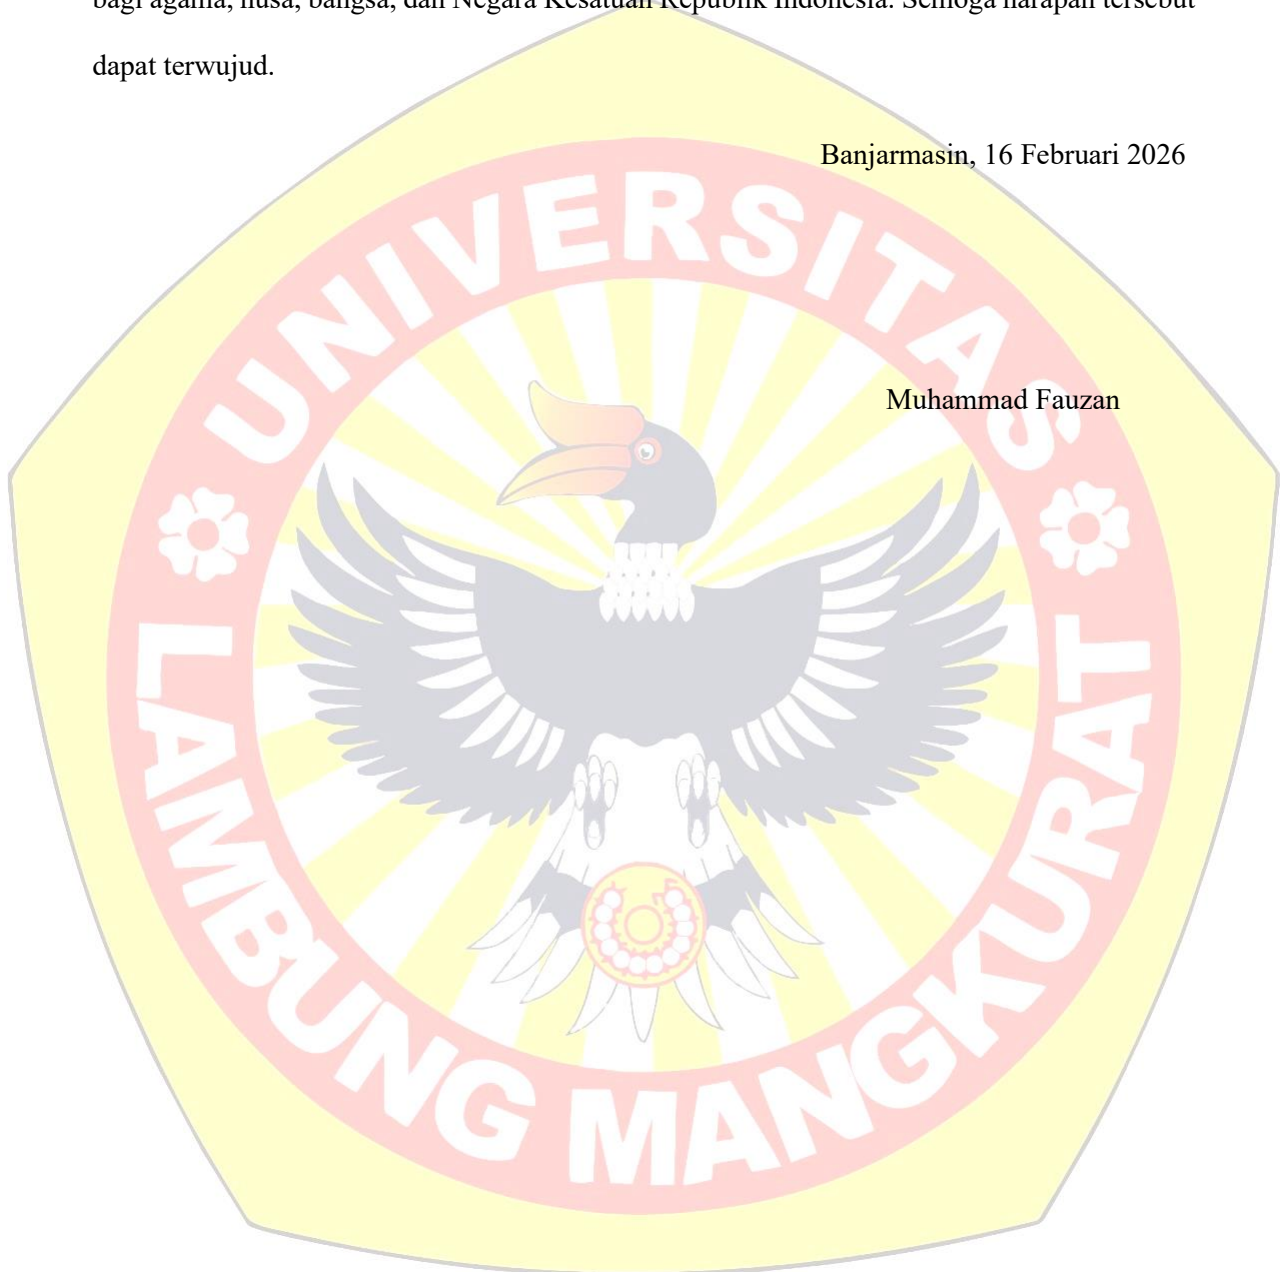 bagi agama, nusa, bangsa, dan Negara Kesatuan Republik Indonesia. Semoga harapan tersebut
dapat terwujud.
Banjarmasin, 16 Februari 2026
Muhammad Fauzan
UNIVERSITAS
LAMBUNG MANGKURAT